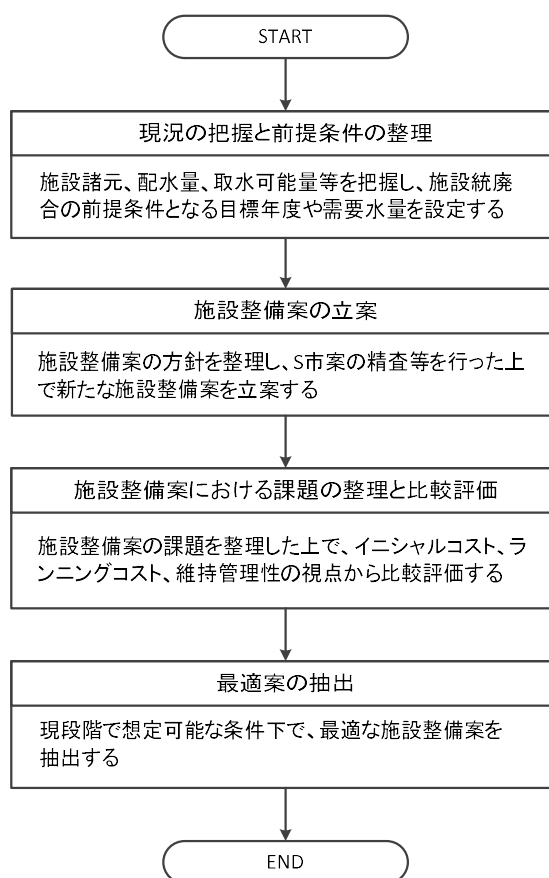 START
現況の把握と前提条件の整理
施設諸元、配水量、取水可能量等を把握し、施設統廃
合の前提条件となる目標年度や需要水量を設定する
施設整備案の立案
施設整備案の方針を整理し、S市案の精査等を行った上
で新たな施設整備案を立案する
施設整備案における課題の整理と比較評価
施設整備案の課題を整理した上で、イニシャルコスト、ラ
ンニングコスト、維持管理性の視点から比較評価する
最適案の抽出
現段階で想定可能な条件下で、最適な施設整備案を
抽出する
END